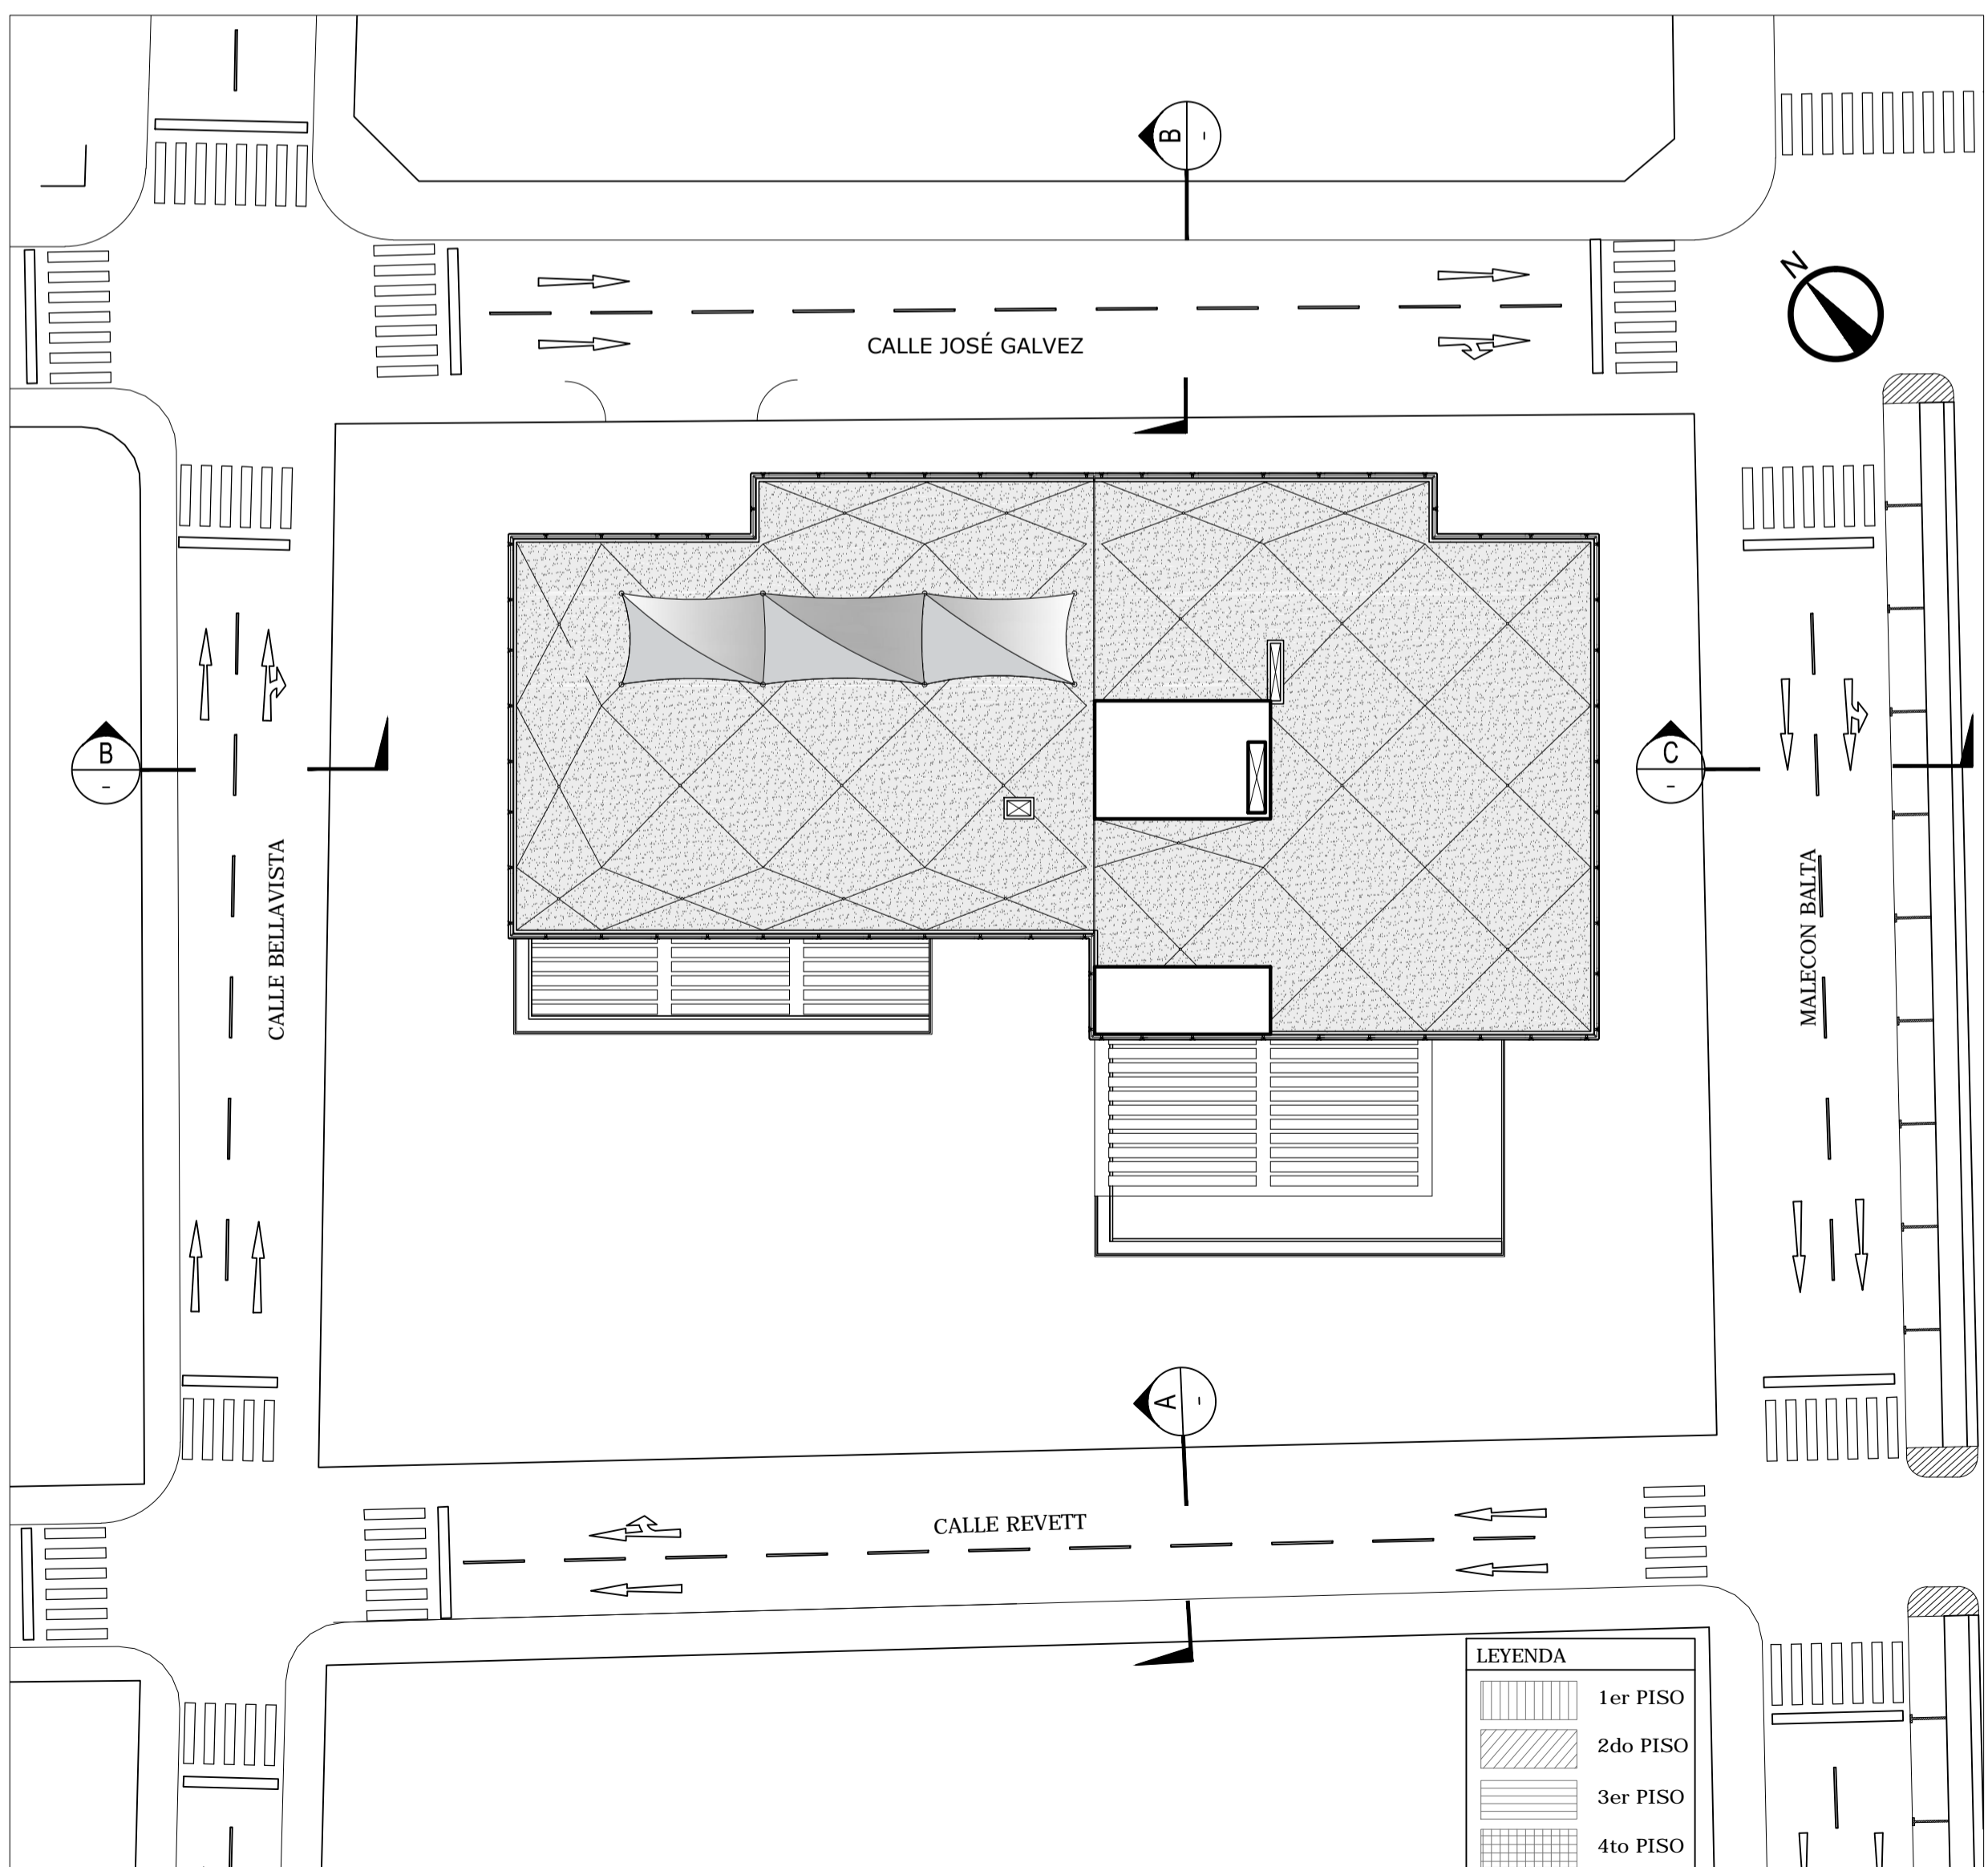 B
-
N
CALLE JOSÉ GALVEZ
B
-
C
-
CALLE BELLAVISTA
MALECON BALTA
A
-
CALLE REVETT
LEYENDA
1er PISO
2do PISO
3er PISO
4to PISO